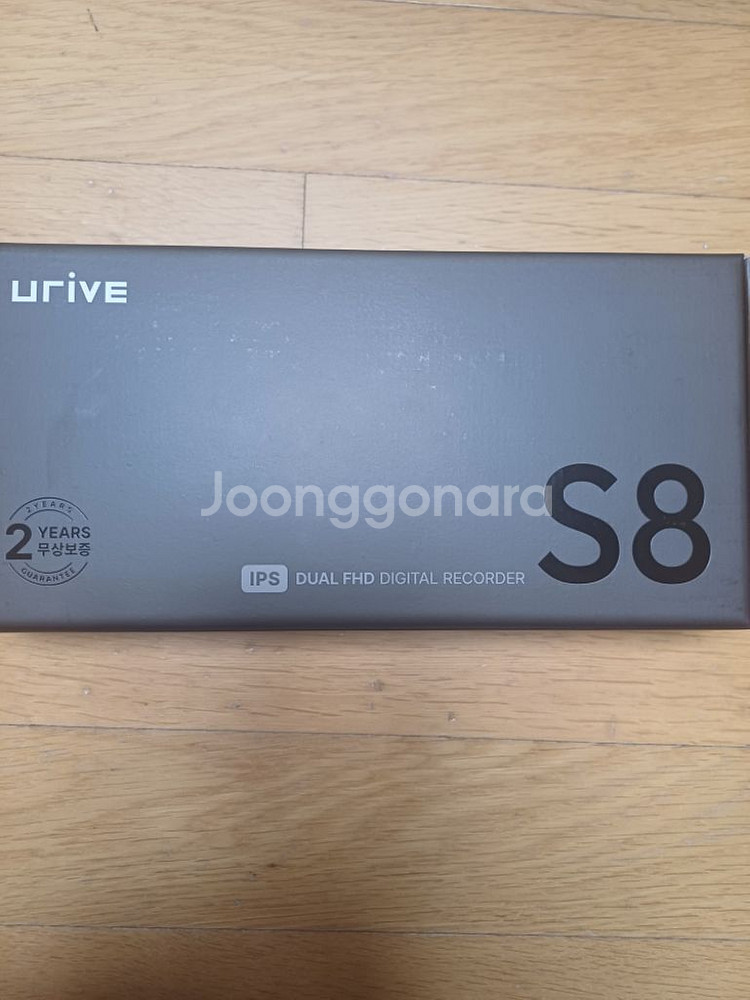 urive
Joonggonara
S8
2 YEARS
2 YEARS
무상보증
GUARANTEE
IPS DUAL FHD DIGITAL RECORDER